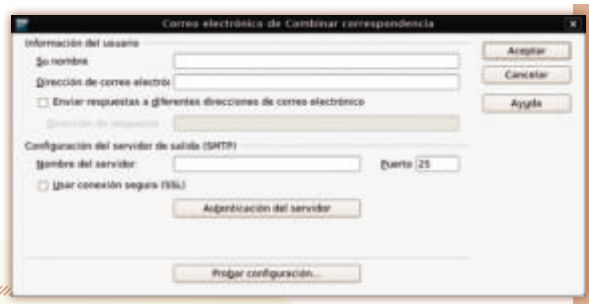 Correo electrónico de Combinar correspondencia
Información del usuario
Su nombre
Dirección de correo electrói
Enviar respuestas a diferentes direcciones de correo electrónico
Dirección de respuesta
Configuración del servidor de salida (SMTP)
Nombre del servidor
Puerto 25
Usar conexión segura (SSL)
Autenticación del servidor
Probar configuración...
Aceptar
Cancelar
Ayuda